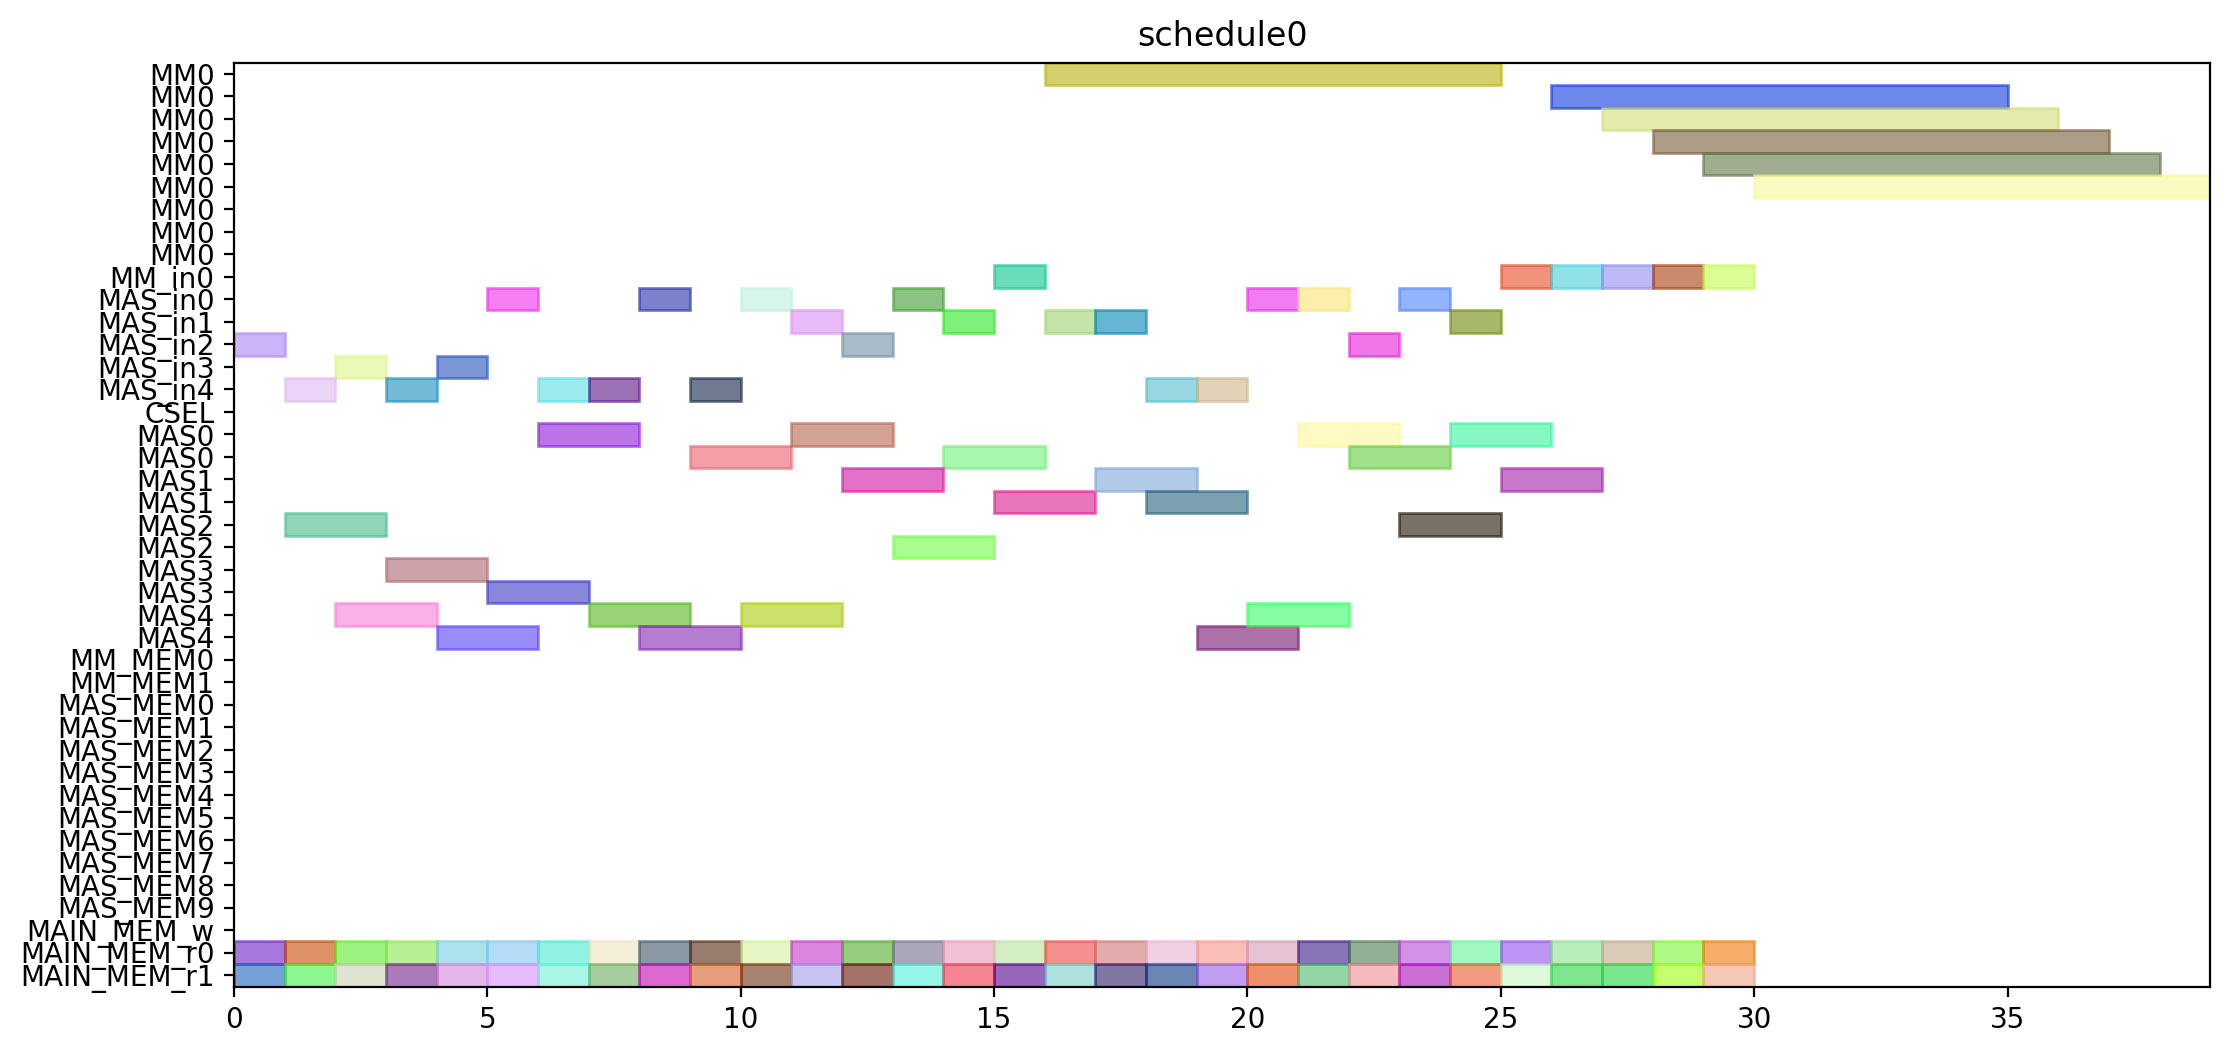 schedule0
MM0
MM0
MM0
MM0
MM0
MM0
MM0
MM0
MM0
MM_in0
MAS_in0
MAS_in1
MAS_in2
MAS_in3
MAS_in4
CSEL
MAS0
MAS0
MAS1
MAS1
MAS2
MAS2
MAS3
MAS3
MAS4
MAS4
MM_MEM0
MM_MEM1
MAS_MEM0
MAS_MEM1
MAS_MEM2
MAS_MEM3
MAS_MEM4
MAS_MEM5
MAS_MEM6
MAS_MEM7
MAS_MEM8
MAS_MEM9
MAIN_MEM_w
MAIN_MEM_r0
MAIN_MEM_r1
0 5 10 15 20 25 30 35